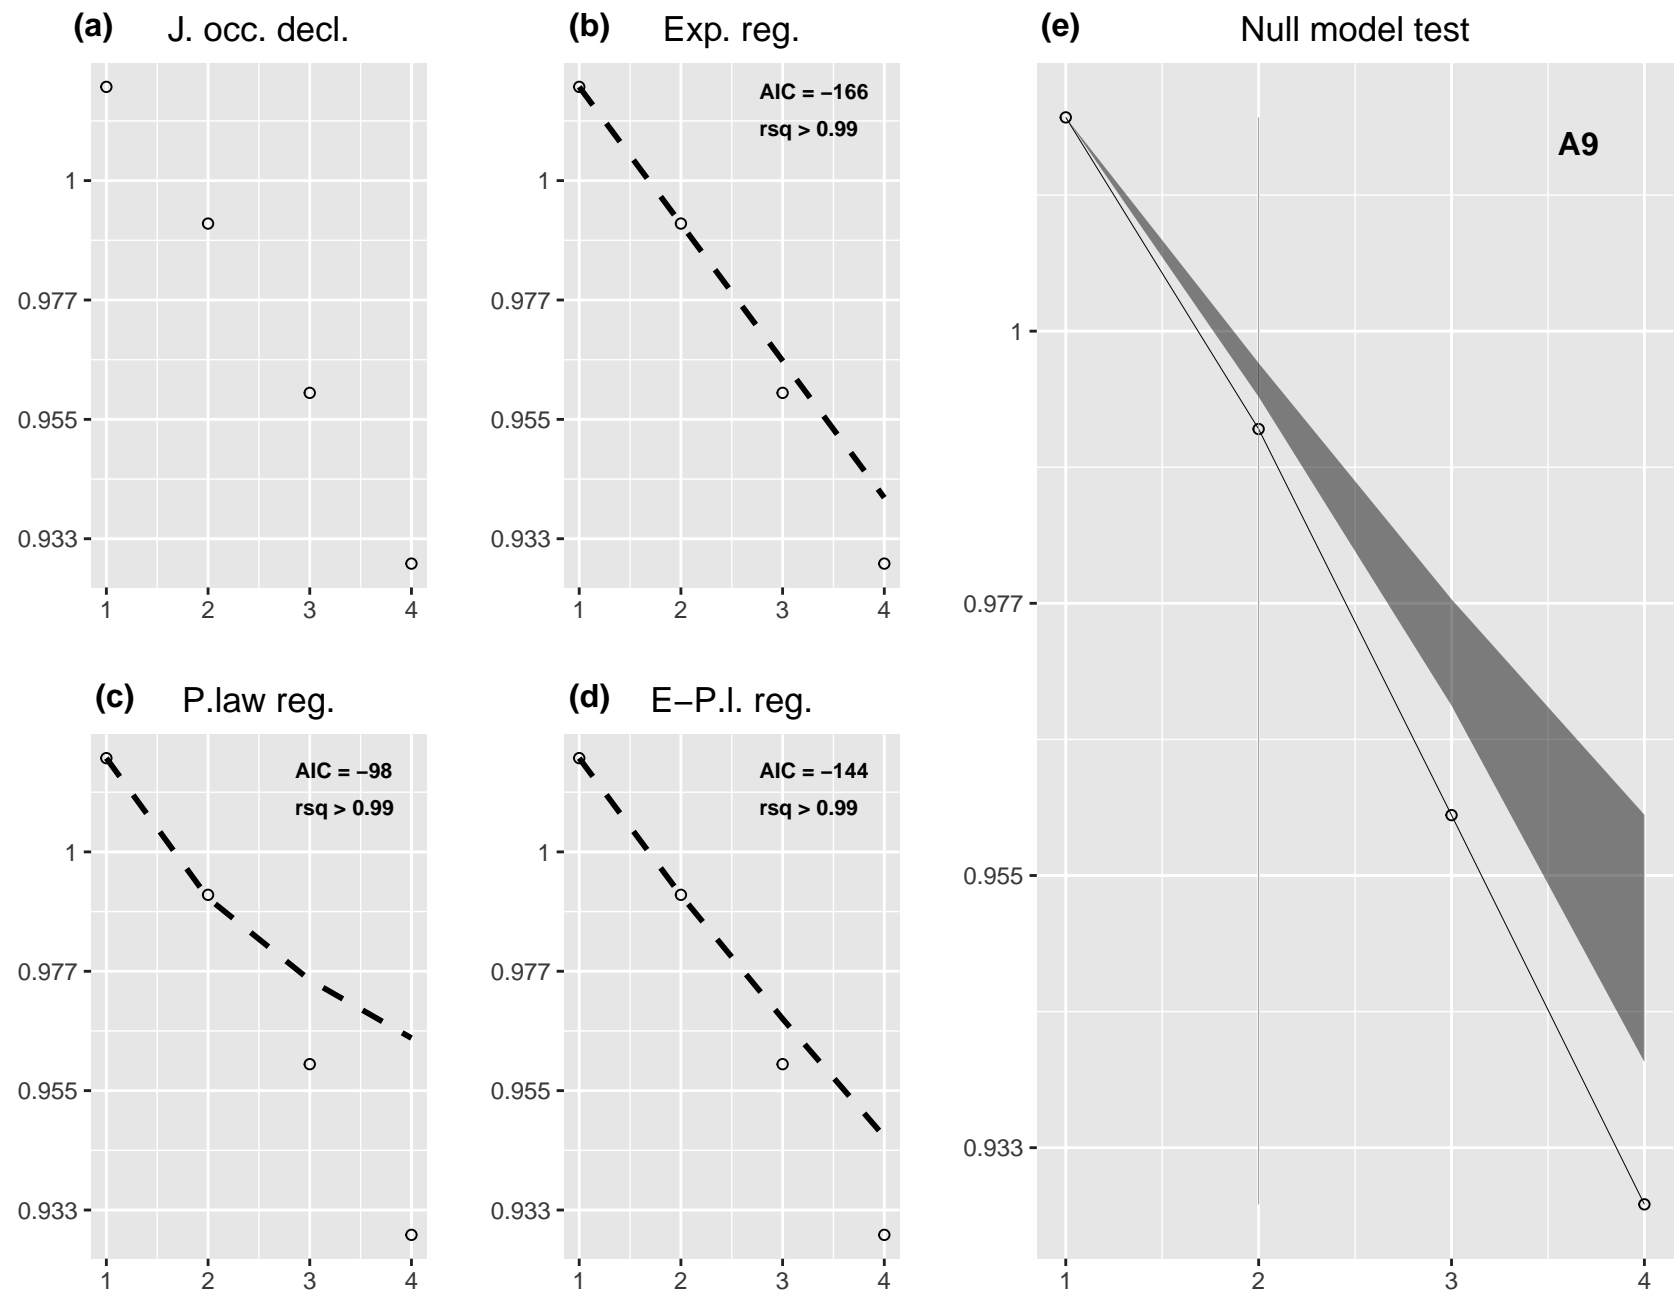 (a) J. occ. decl.
1
0.977
0.955
0.933
1 2 3 4
(b) Exp. reg.
AIC = −166
rsq > 0.99
1
0.977
0.955
0.933
1 2 3 4
(c) P.law reg.
AIC = −98
rsq > 0.99
1
0.977
0.955
0.933
1 2 3 4
(d) E−P.l. reg.
AIC = −144
rsq > 0.99
1
0.977
0.955
0.933
1 2 3 4
(e) Null model test
A9
1
0.977
0.955
0.933
1 2 3 4